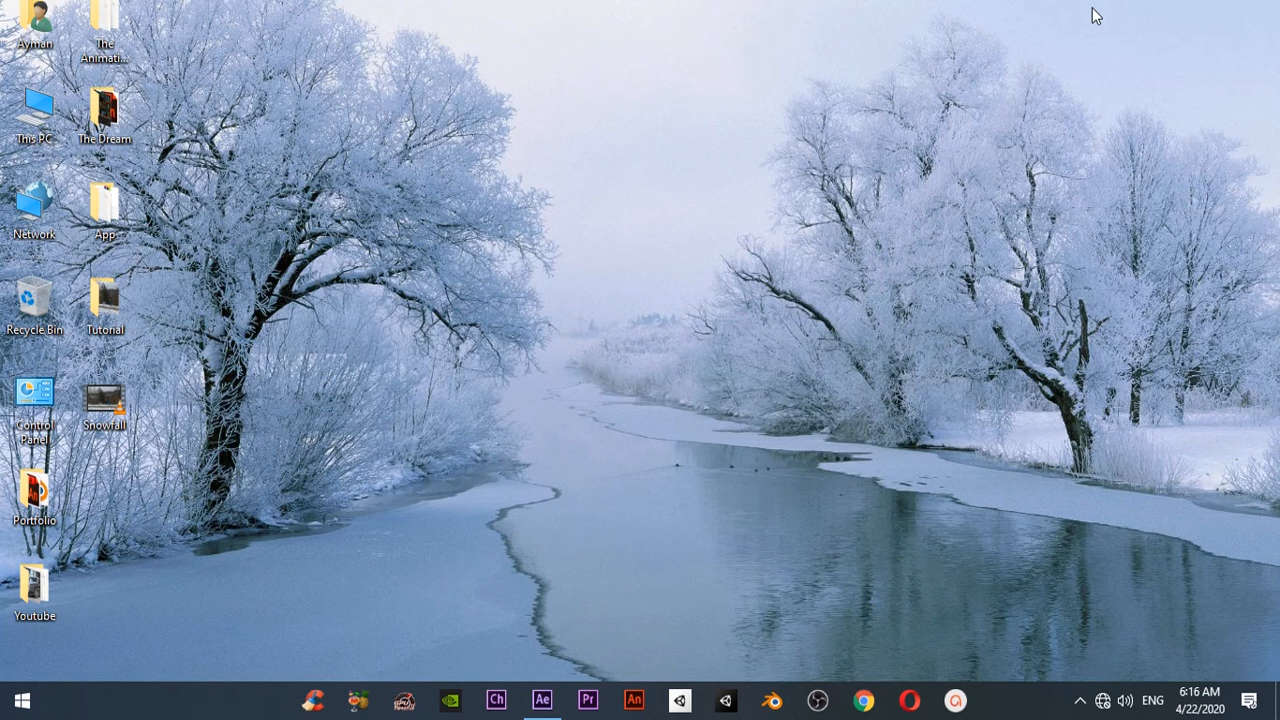 Ayman
The
Animati...
This PC
The Dream
Network
App
Recycle Bin
Tutorial
Control
Panel
Snowfall
Portfolio
Youtube
Ch
Ae
Pr
An
ENG
6:16 AM
4/22/2020